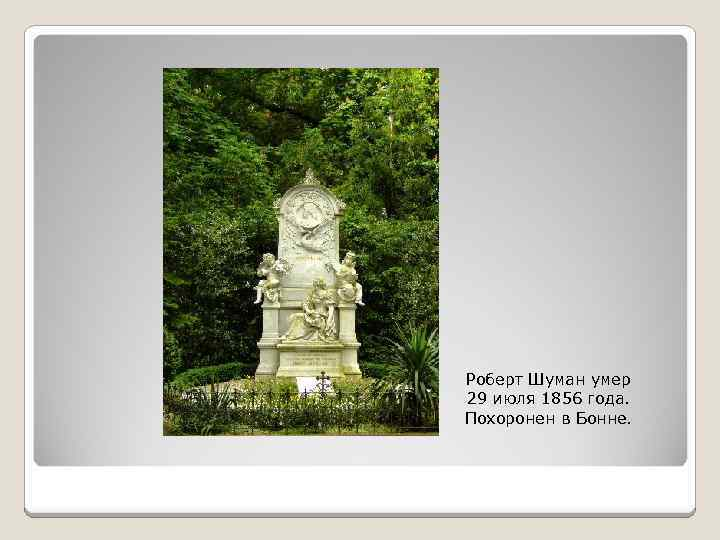 Роберт Шуман умер
29 июля 1856 года.
Похоронен в Бонне.